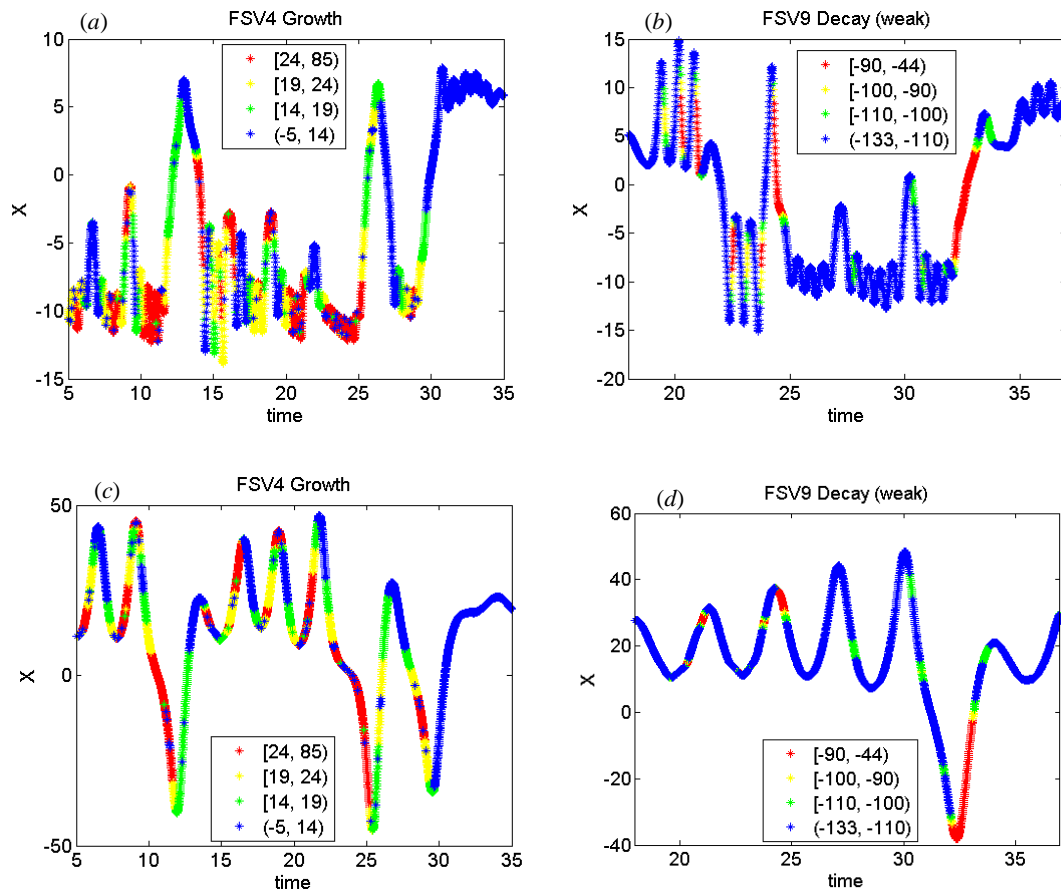 (a) FSV4 Growth
10
5
0
-5
-10
-15
X
[24, 85)
[19, 24)
[14, 19)
(-5, 14)
5 10 15 20 25 30 35
time
(b) FSV9 Decay (weak)
15
10
5
0
-5
-10
-15
-20
X
[-90, -44)
[-100, -90)
[-110, -100)
(-133, -110)
20 25 30 35
time
(c) FSV4 Growth
50
0
-50
X
[24, 85)
[19, 24)
[14, 19)
(-5, 14)
5 10 15 20 25 30 35
time
(d) FSV9 Decay (weak)
60
40
20
0
-20
-40
X
[-90, -44)
[-100, -90)
[-110, -100)
(-133, -110)
20 25 30 35
time